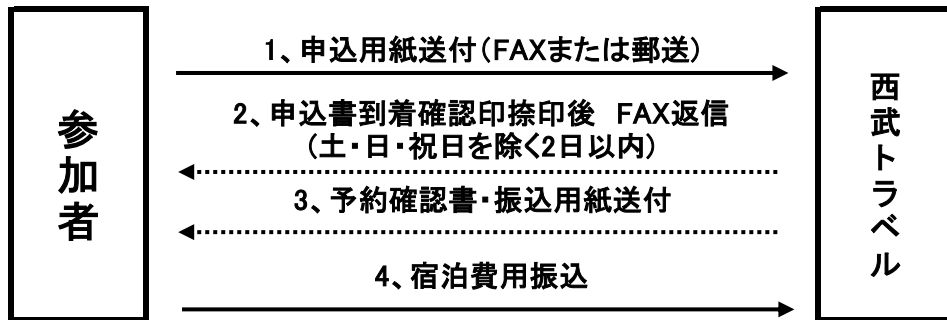 参加者
1、申込用紙送付(FAXまたは郵送)
2、申込書到着確認印捺印後　FAX返信
(土・日・祝日を除く2日以内)
3、予約確認書・振込用紙送付
4、宿泊費用振込
西武トラベル